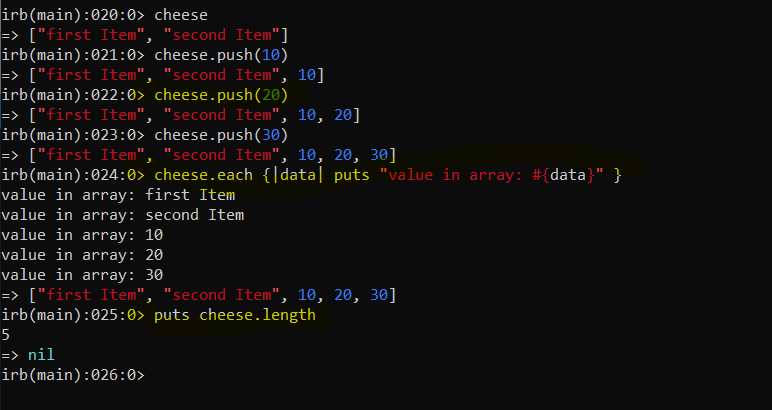 irb(main):020:0> cheese
=> ["first Item", "second Item"]
irb(main):021:0> cheese.push(10)
=> ["first Item", "second Item", 10]
irb(main):022:0> cheese.push(20)
=> ["first Item", "second Item", 10, 20]
irb(main):023:0> cheese.push(30)
=> ["first Item", "second Item", 10, 20, 30]
irb(main):024:0> cheese.each {|data| puts "value in array: #{data}" }
value in array: first Item
value in array: second Item
value in array: 10
value in array: 20
value in array: 30
=> ["first Item", "second Item", 10, 20, 30]
irb(main):025:0> puts cheese.length
5
=> nil
irb(main):026:0>